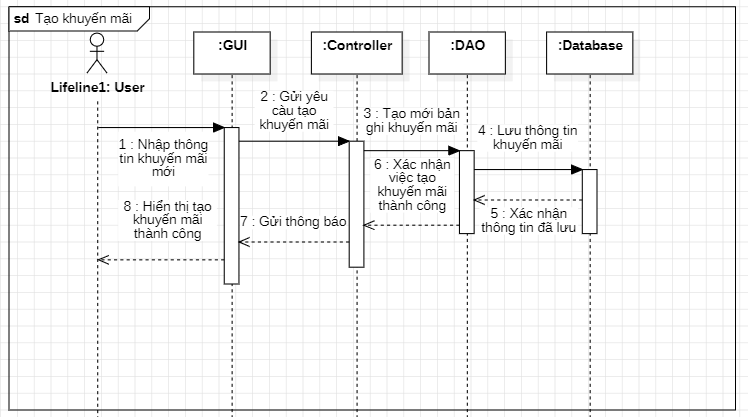 sd Tạo khuyến mãi
:GUI
:Controller
:DAO
:Database
Lifeline1: User
1 : Nhập thông
tin khuyến mãi
mới
2 : Gửi yêu
càu tạo
khuyến mãi
3 : Tạo mới bản
ghi khuyến mãi
4 : Lưu thông tin
khuyến mãi
5 : Xác nhận
thông tin đã lưu
6 : Xác nhận
việc tạo
khuyến mãi
thành công
7 : Gửi thông báo
8 : Hiển thị tạo
khuyến mãi
thành công